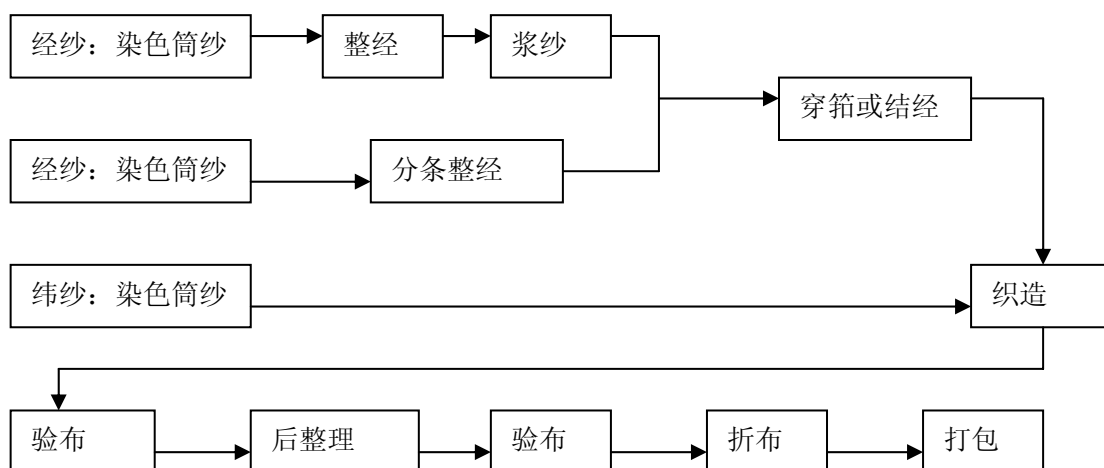 经纱：染色筒纱
整经
浆纱
穿筘或结经
经纱：染色筒纱
分条整经
纬纱：染色筒纱
织造
验布
后整理
验布
折布
打包